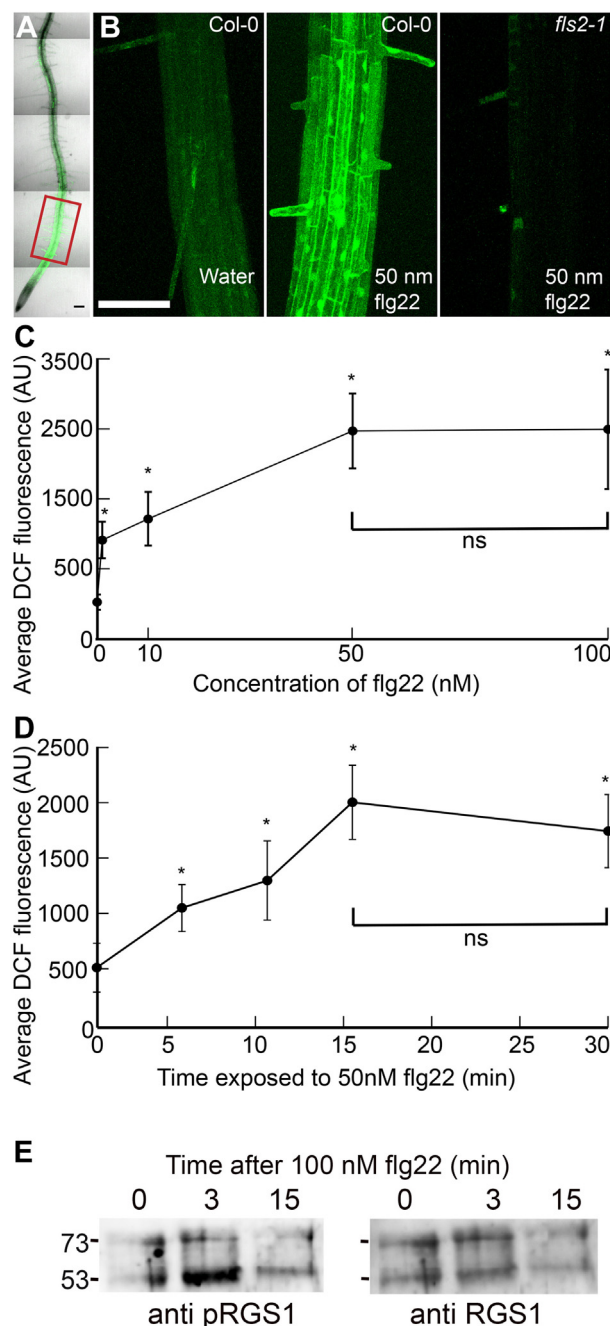 A
B
Col-0
Col-0
fls2-1
Water
50 nm
flg22
50 nm
flg22
C
Average DCF fluorescence (AU)
3500
2500
1500
500
0
*
*
*
*
ns
0
10
50
100
Concentration of flg22 (nM)
D
Average DCF fluorescence (AU)
2500
2000
1500
1000
500
0
*
*
*
*
ns
0
5
10
15
20
25
30
Time exposed to 50nM flg22 (min)
E
Time after 100 nM flg22 (min)
0 3 15 0 3 15
73-
53-
anti pRGS1 anti RGS1